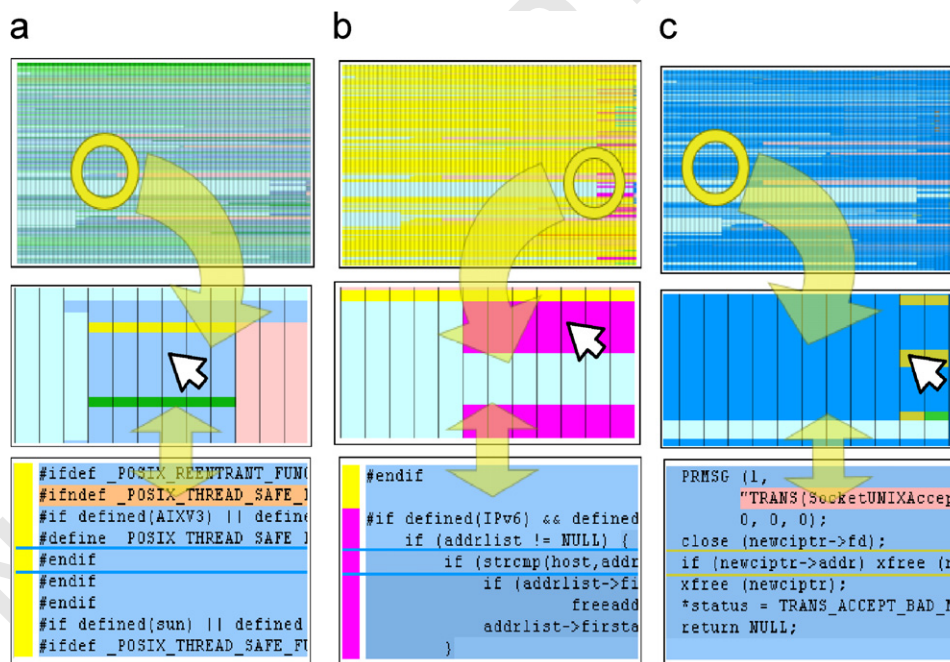 a
b
c
#ifdef _POSIX_REENTRANT_FUN
#ifndef _POSIX_THREAD_SAFE_
#if defined(AIXV3) || define
#define _POSIX_THREAD_SAFE_
#endif
#endif
#endif
#if defined(sun) || defined
#ifdef _POSIX_THREAD_SAFE_FU
#endif
#if defined(IPv6) && defined
if (addrlist != NULL) {
if (strcmp(host,addr
if (addrlist->fi
freeadd
addrlist->firsta
}
PRMSG (1,
"TRANS(SocketUNIXAccep
0, 0, 0);
close (newciptr->fd);
if (newciptr->addr) xfree (n
xfree (newciptr);
*status = TRANS_ACCEPT_BAD_M
return NULL;